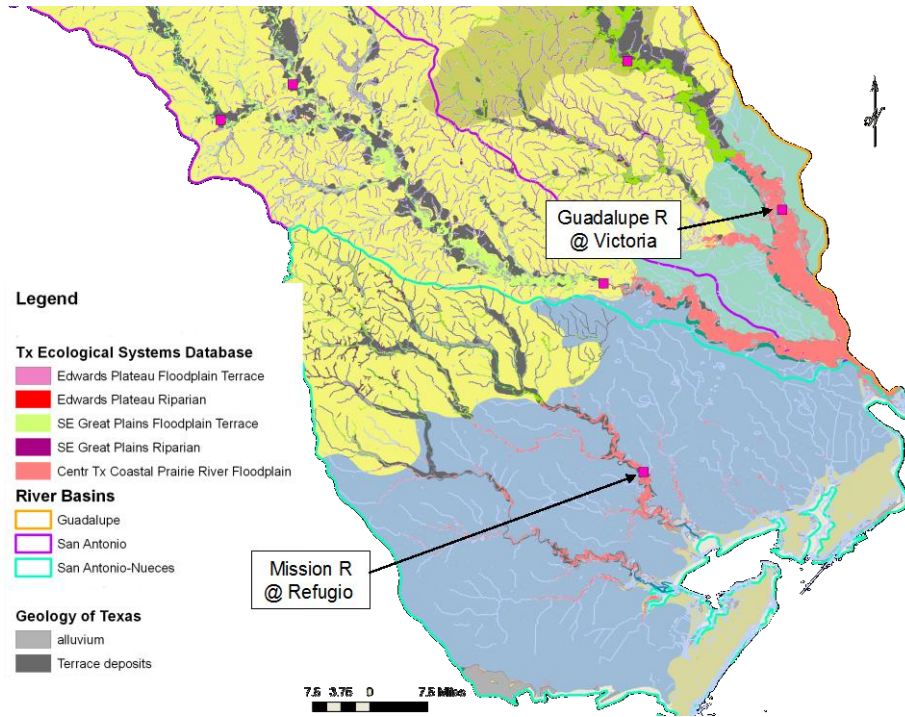 Guadalupe R
@ Victoria
Legend
Tx Ecological Systems Database
Edwards Plateau Floodplain Terrace
Edwards Plateau Riparian
SE Great Plains Floodplain Terrace
SE Great Plains Riparian
Centr Tx Coastal Prairie River Floodplain
River Basins
Guadalupe
San Antonio
San Antonio-Nueces
Geology of Texas
alluvium
Terrace deposits
Mission R
@ Refugio
7.5 3.75 0 7.5 Miles